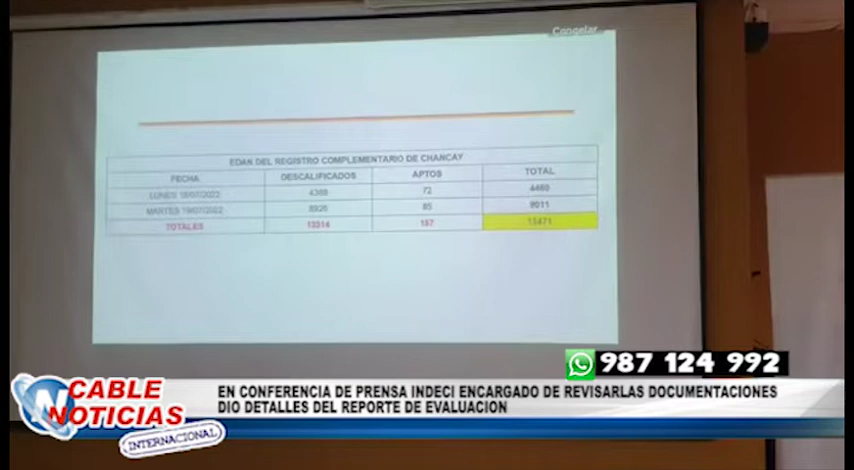 Congelar
EDAN DEL REGISTRO COMPLEMENTARIO DE CHANCAY
FECHA DESCALIFICADOS APTOS TOTAL
LUNES 18/07/2022 4388 72 4460
MARTES 19/07/2022 8926 85 9011
TOTALES 13314 157 13471
987 124 992
EN CONFERENCIA DE PRENSA INDECI ENCARGADO DE REVISARLAS DOCUMENTACIONES
DIO DETALLES DEL REPORTE DE EVALUACION
N CABLE
NOTICIAS
INTERNACIONAL